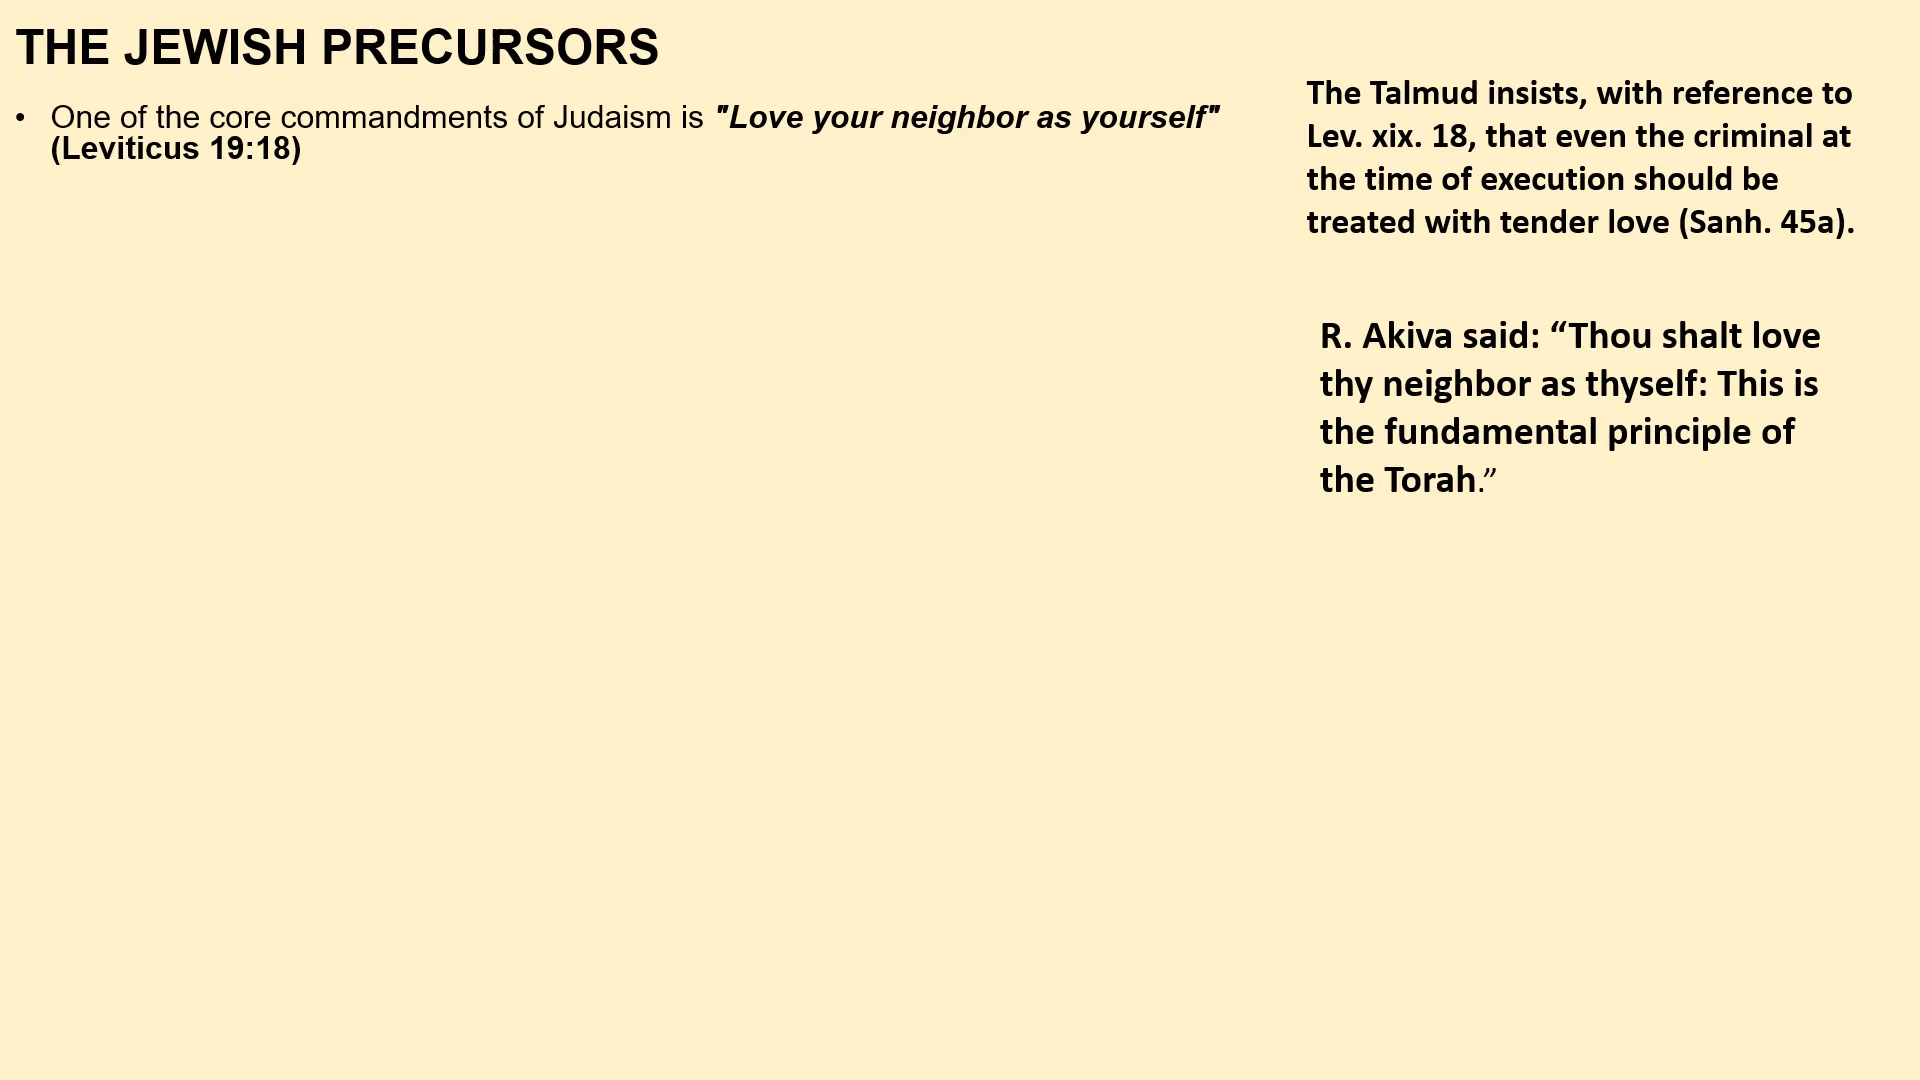 THE JEWISH PRECURSORS
• One of the core commandments of Judaism is "Love your neighbor as yourself"
(Leviticus 19:18)
The Talmud insists, with reference to
Lev. xix. 18, that even the criminal at
the time of execution should be
treated with tender love (Sanh. 45a).
R. Akiva said: “Thou shalt love
thy neighbor as thyself: This is
the fundamental principle of
the Torah.”